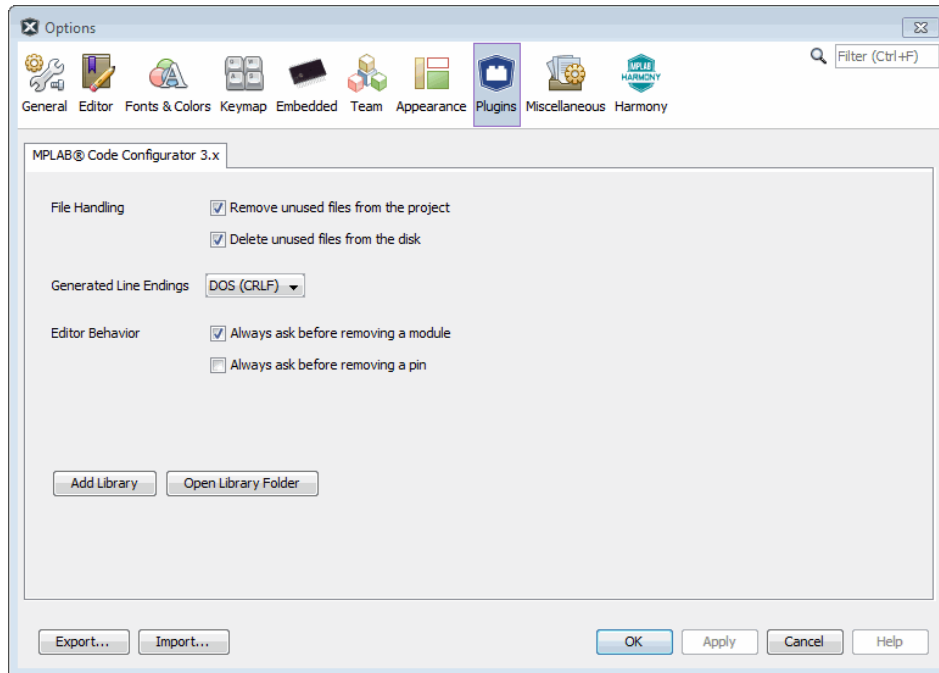 Options
Filter (Ctrl+F)
MPLAB
HARMONY
General Editor Fonts & Colors Keymap Embedded Team Appearance Plugins Miscellaneous Harmony
MPLAB® Code Configurator 3.x
File Handling Remove unused files from the project
Delete unused files from the disk
Generated Line Endings DOS (CRLF)
Editor Behavior Always ask before removing a module
Always ask before removing a pin
Add Library Open Library Folder
Export... Import... OK Apply Cancel Help